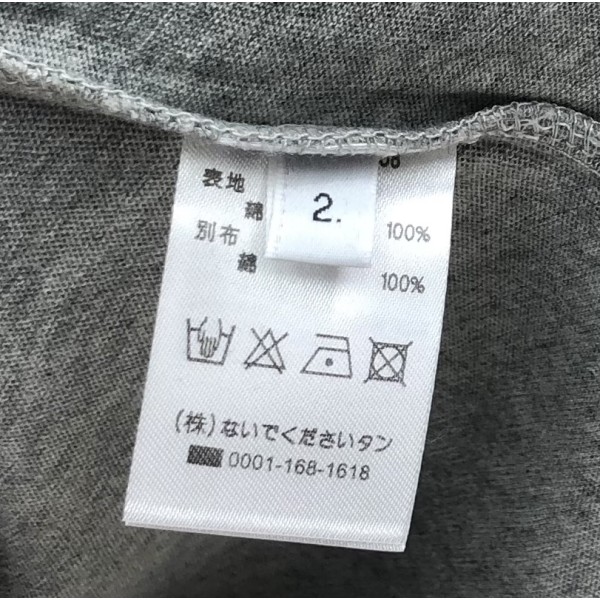 表地
綿 100%
別布
綿 100%
2.
(株)ないでくださいタン
0001-168-1618